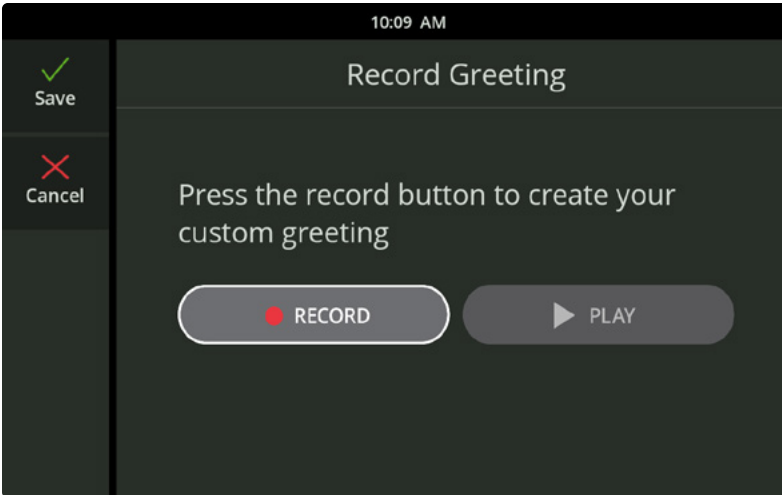 10:09 AM
Save
Cancel
Record Greeting
Press the record button to create your
custom greeting
RECORD
PLAY